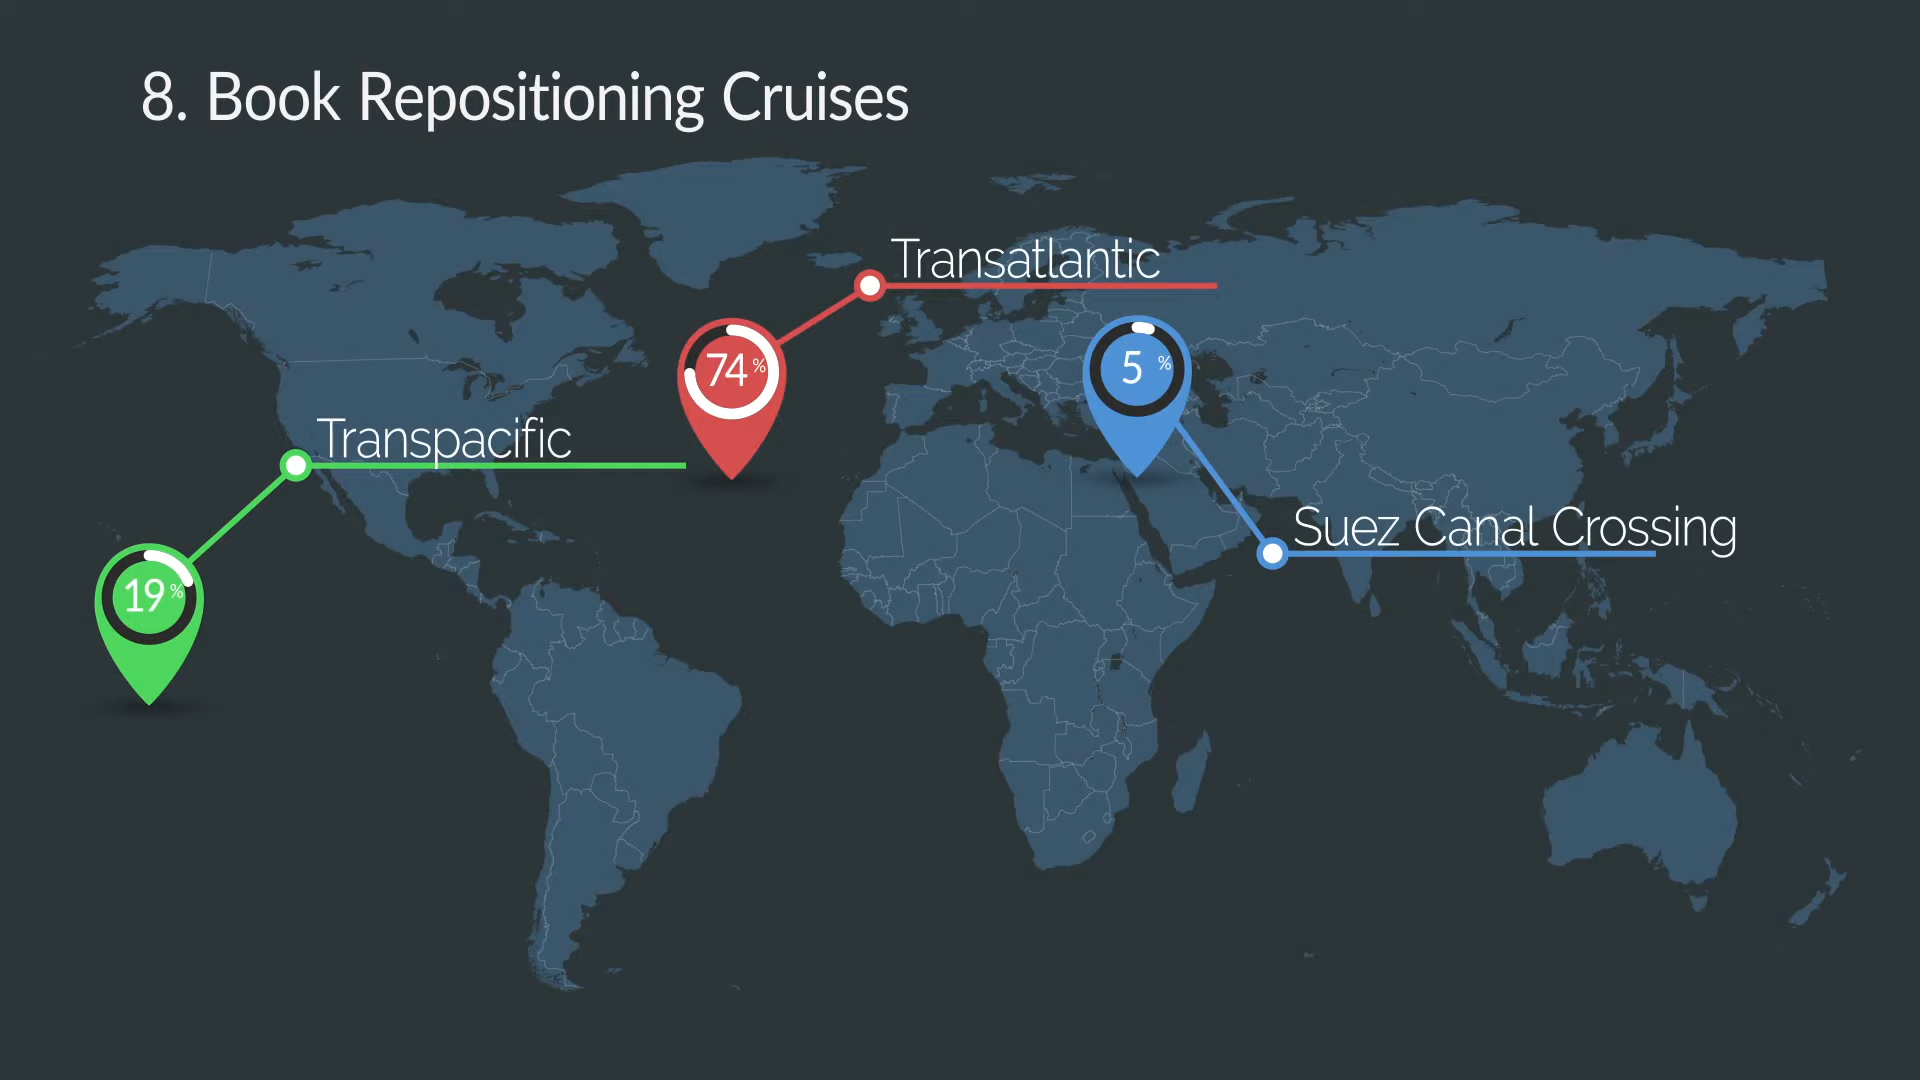 8. Book Repositioning Cruises
Transatlantic
74 %
5 %
Transpacific
Suez Canal Crossing
19 %